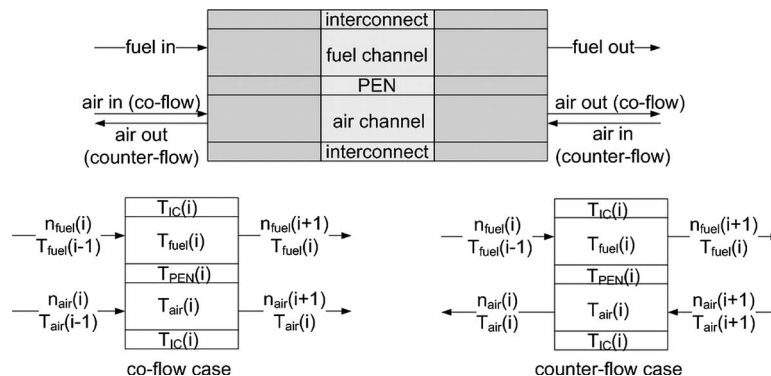 interconnect
fuel in
fuel channel
fuel out
PEN
air in (co-flow)
air out (co-flow)
air out
(counter-flow)
air channel
air in
(counter-flow)
interconnect
T_IC(i)
n_fuel(i)
T_fuel(i-1)
T_fuel(i)
n_fuel(i+1)
T_fuel(i)
T_PEN(i)
n_air(i)
T_air(i-1)
T_air(i)
n_air(i+1)
T_air(i)
T_IC(i)
co-flow case
T_IC(i)
n_fuel(i)
T_fuel(i-1)
T_fuel(i)
n_fuel(i+1)
T_fuel(i)
T_PEN(i)
n_air(i)
T_air(i)
T_air(i)
n_air(i+1)
T_air(i+1)
T_IC(i)
counter-flow case